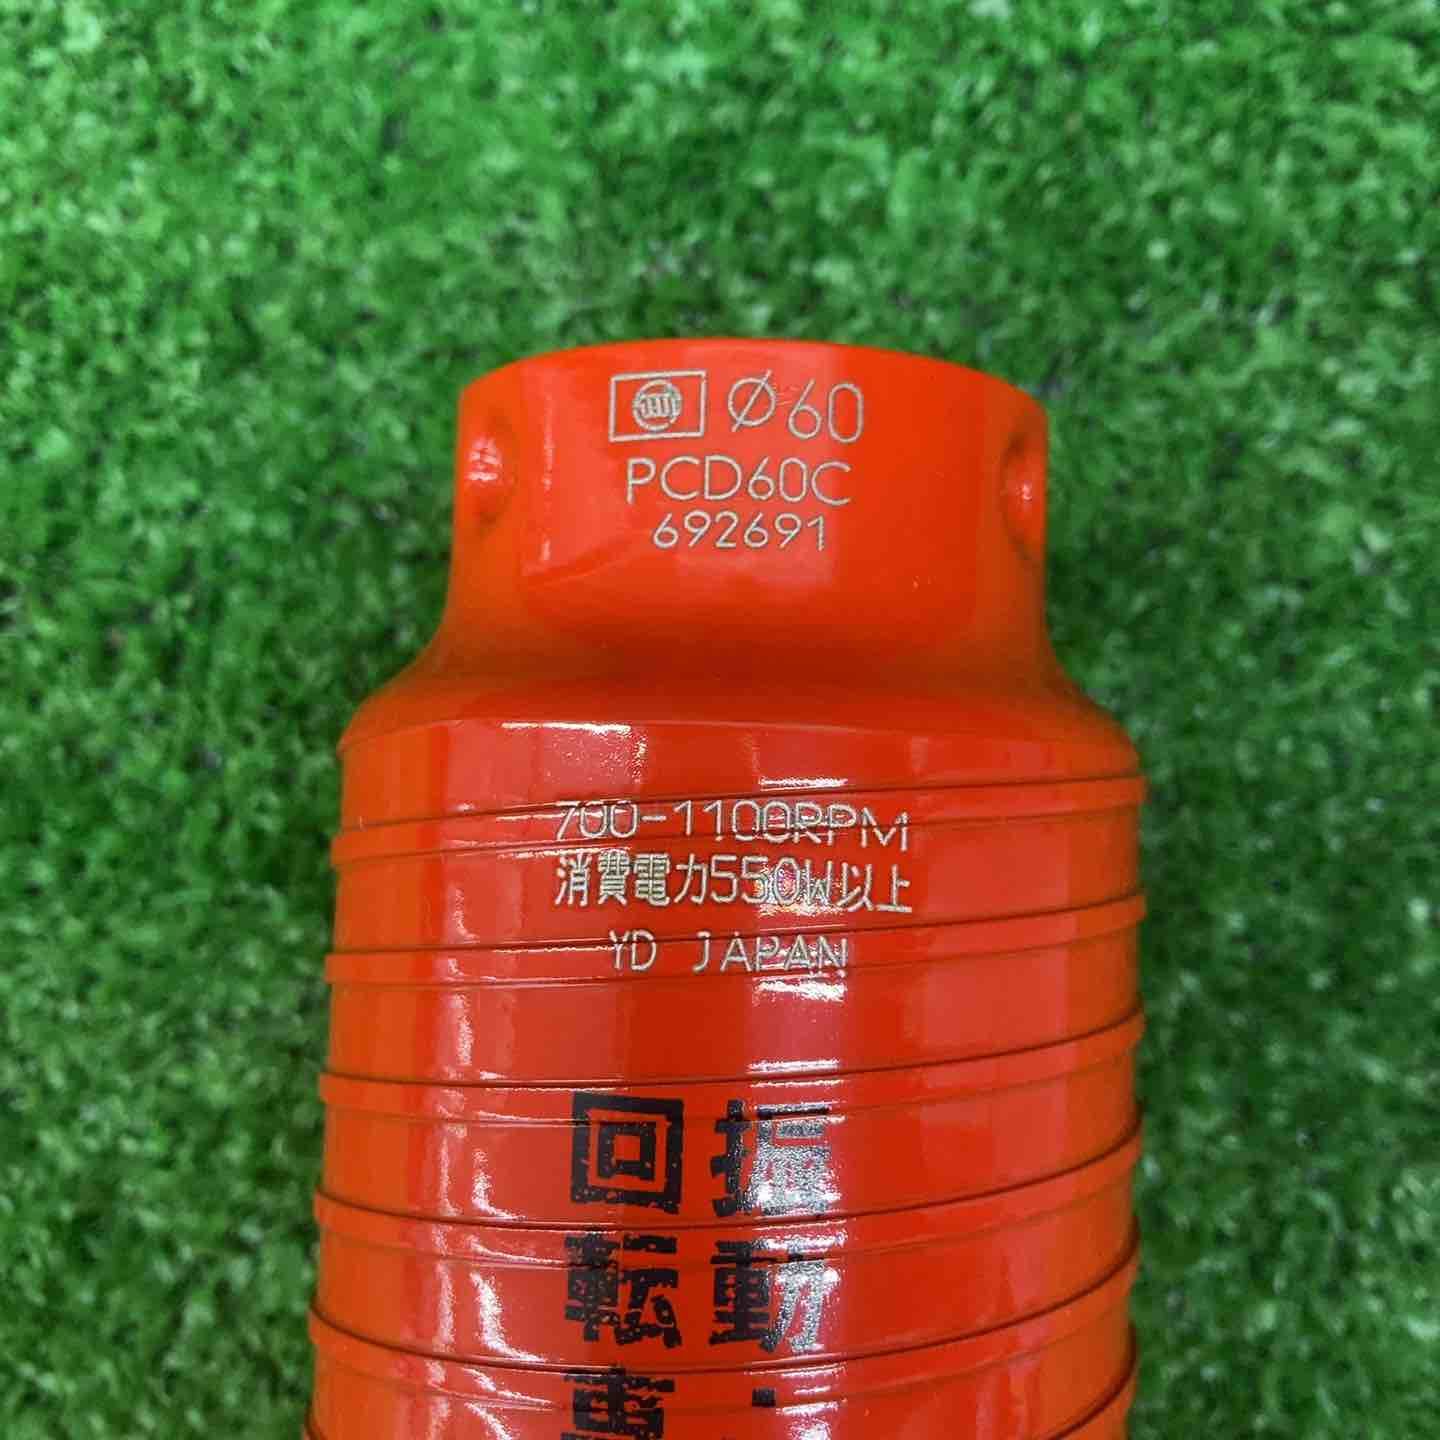 Ø60
PCD60C
692691
700-1100RPM
消費電力550W以上
YD JAPAN
振動・
回転